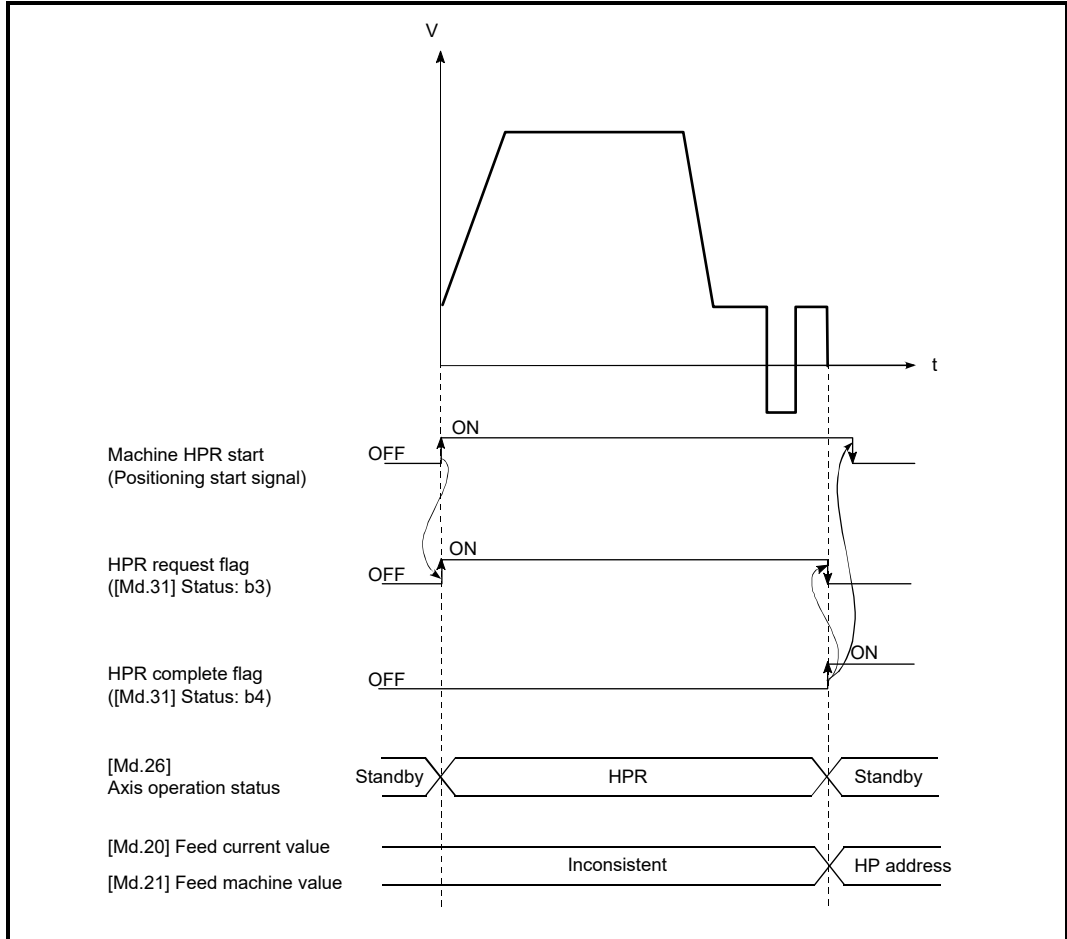 V
t
ON
Machine HPR start
OFF
(Positioning start signal)
ON
HPR request flag
OFF
([Md.31] Status: b3)
ON
HPR complete flag
OFF
([Md.31] Status: b4)
[Md.26]
Axis operation status
Standby
HPR
Standby
[Md.20] Feed current value
Inconsistent
HP address
[Md.21] Feed machine value